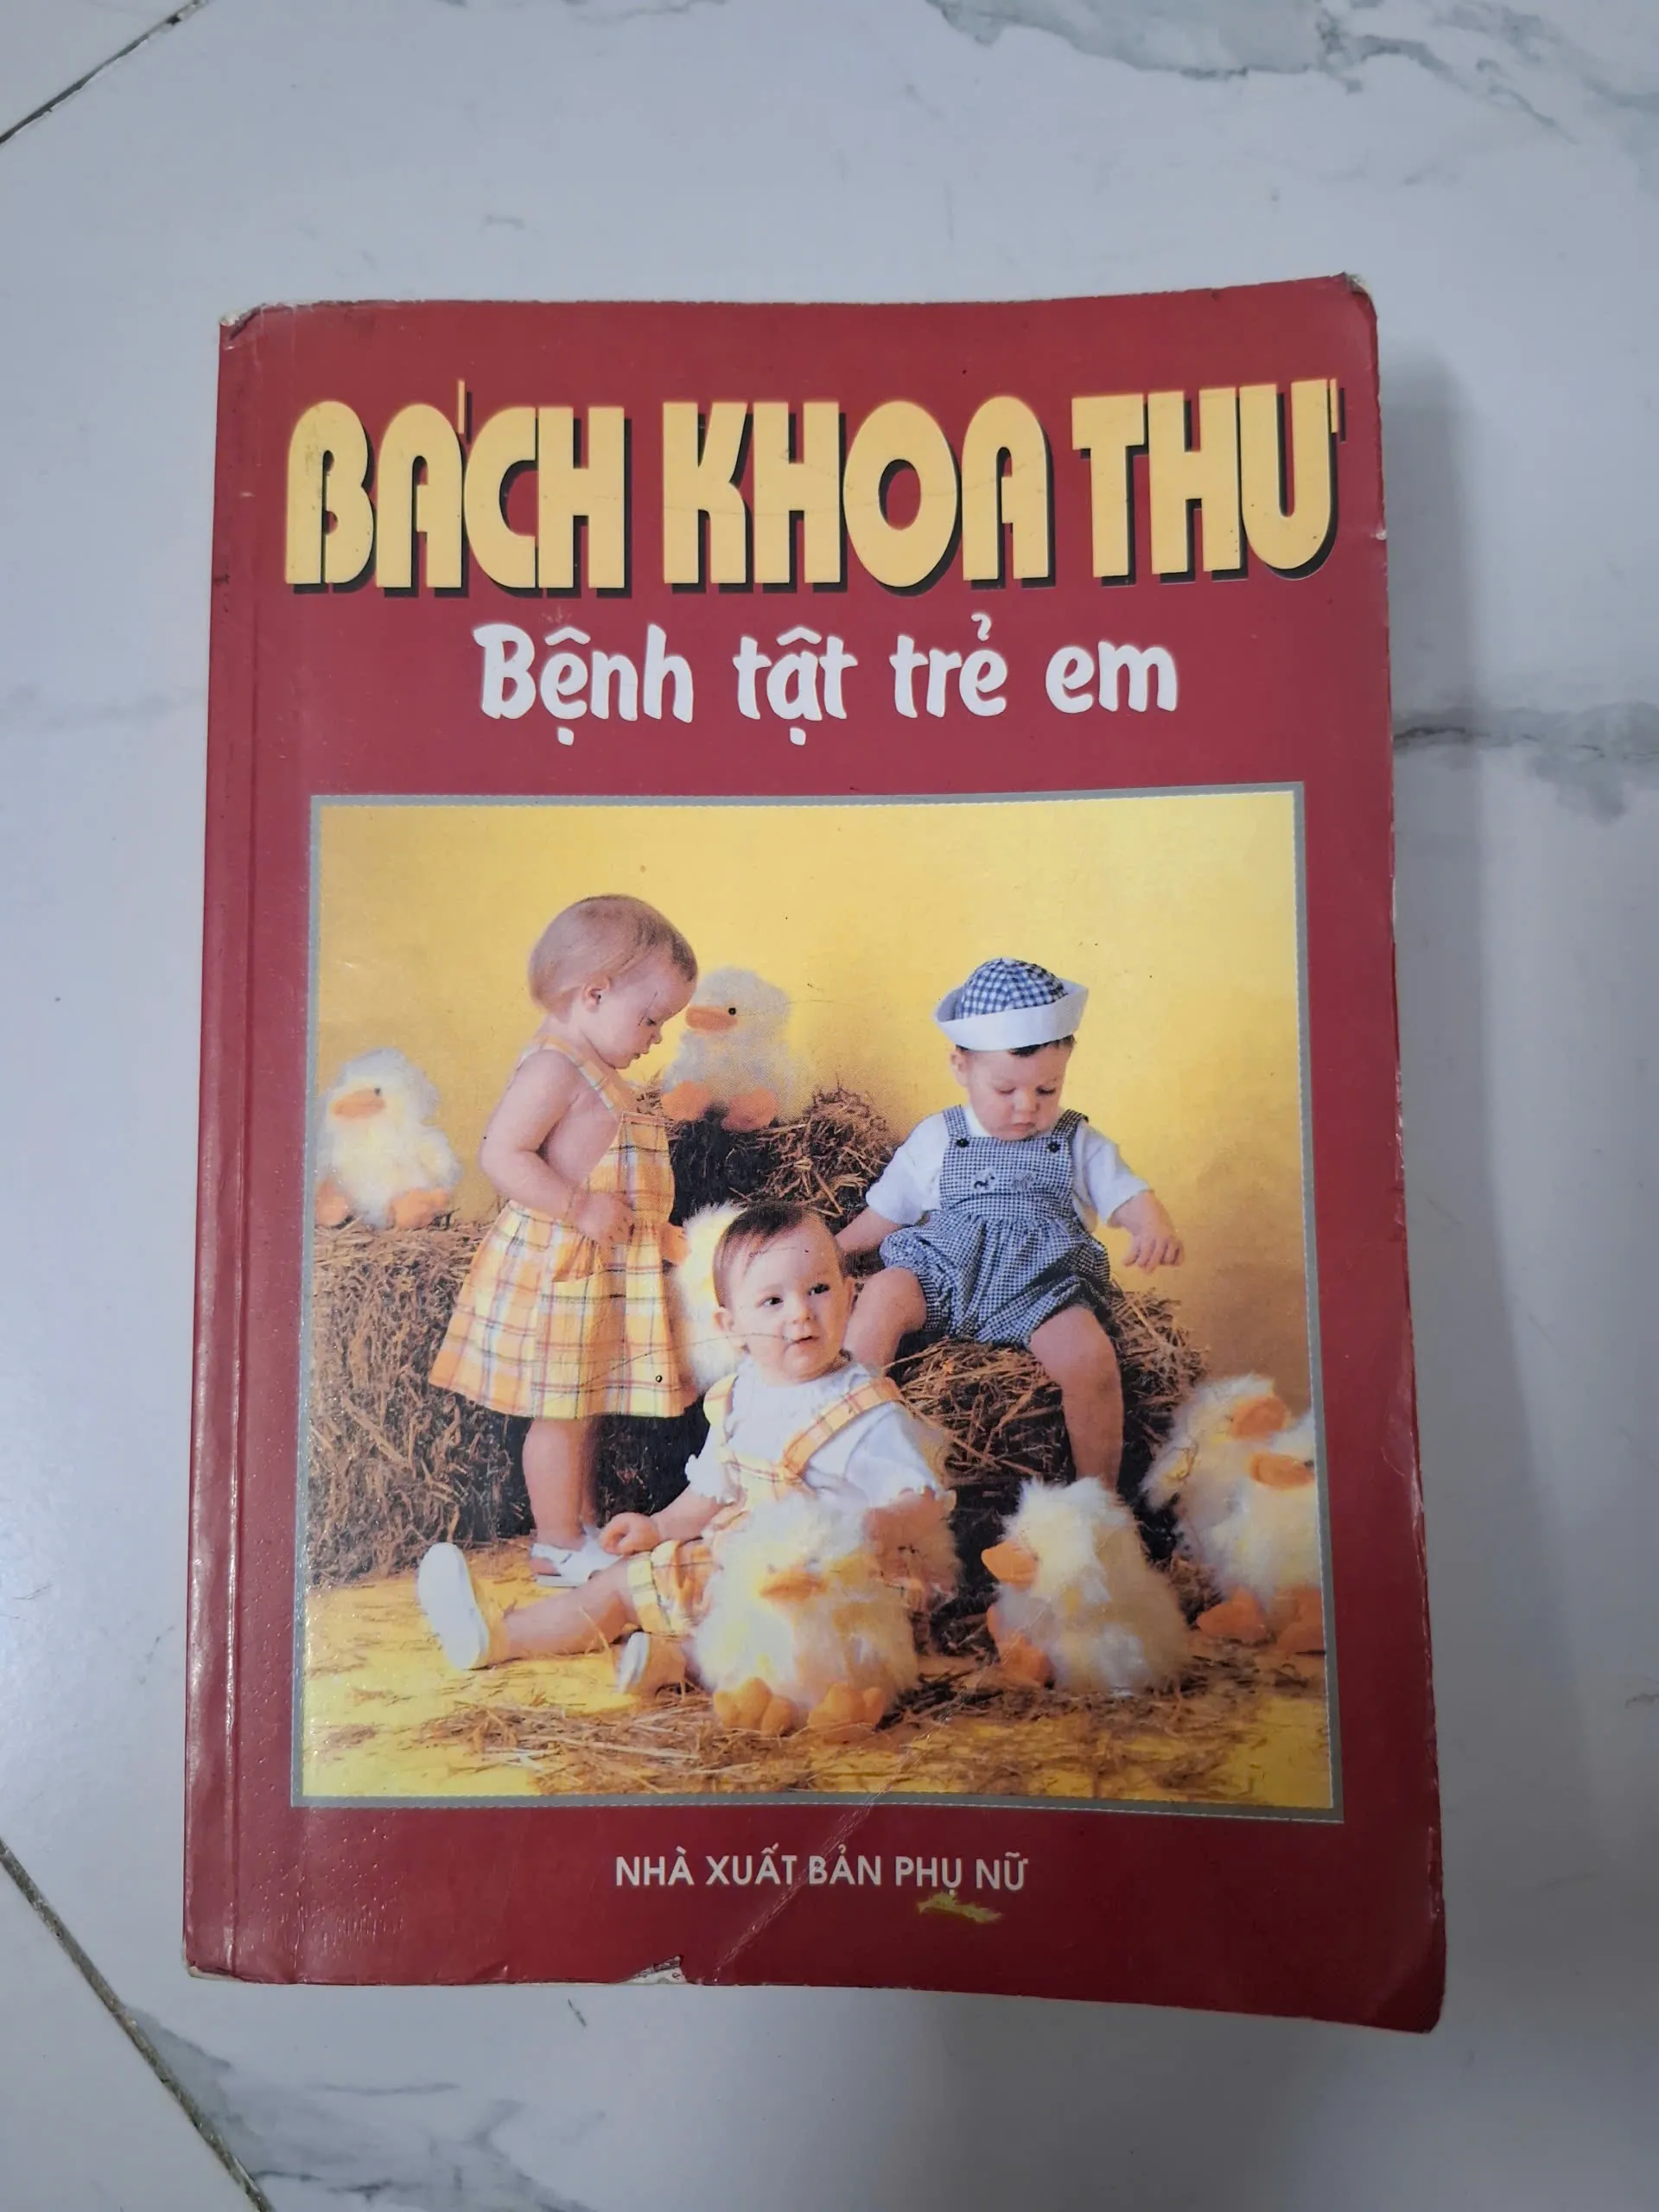 BÁCH KHOA THƯ
Bệnh tật trẻ em
NHÀ XUẤT BẢN PHỤ NỮ